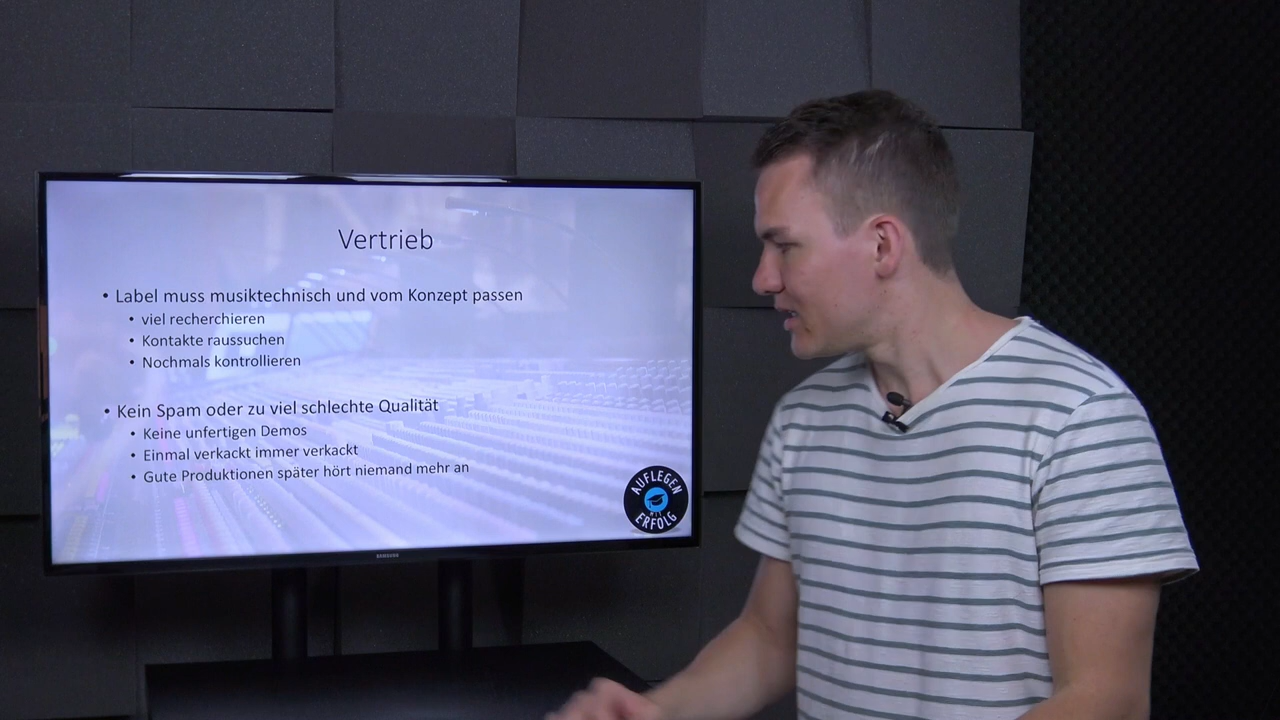 Vertrieb
• Label muss musiktechnisch und vom Konzept passen
• viel recherchieren
• Kontakte raussuchen
• Nochmals kontrollieren
• Kein Spam oder zu viel schlechte Qualität
• Keine unfertigen Demos
• Einmal verkackt immer verkackt
• Gute Produktionen später hört niemand mehr an
AUFLEGEN
MIT
ERFOLG
SAMSUNG